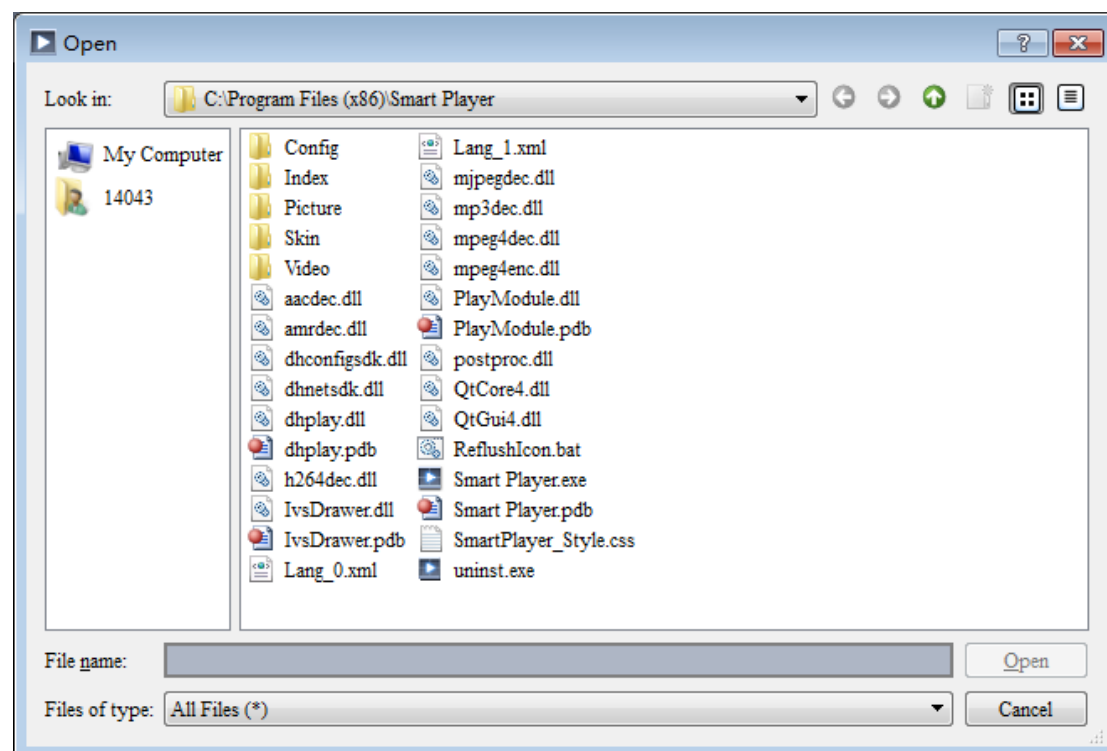 Open
Look in: C:\Program Files (x86)\Smart Player
My Computer
14043
Config
Index
Picture
Skin
Video
aacdec.dll
amrdec.dll
dhconfigsdk.dll
dhnetsdk.dll
dhplay.dll
dhplay.pdb
h264dec.dll
IvsDrawer.dll
IvsDrawer.pdb
Lang_0.xml
Lang_1.xml
mjpegdec.dll
mp3dec.dll
mpeg4dec.dll
mpeg4enc.dll
PlayModule.dll
PlayModule.pdb
postproc.dll
QtCore4.dll
QtGui4.dll
ReflushIcon.bat
Smart Player.exe
Smart Player.pdb
SmartPlayer_Style.css
uninst.exe
File name: Open
Files of type: All Files (*) Cancel